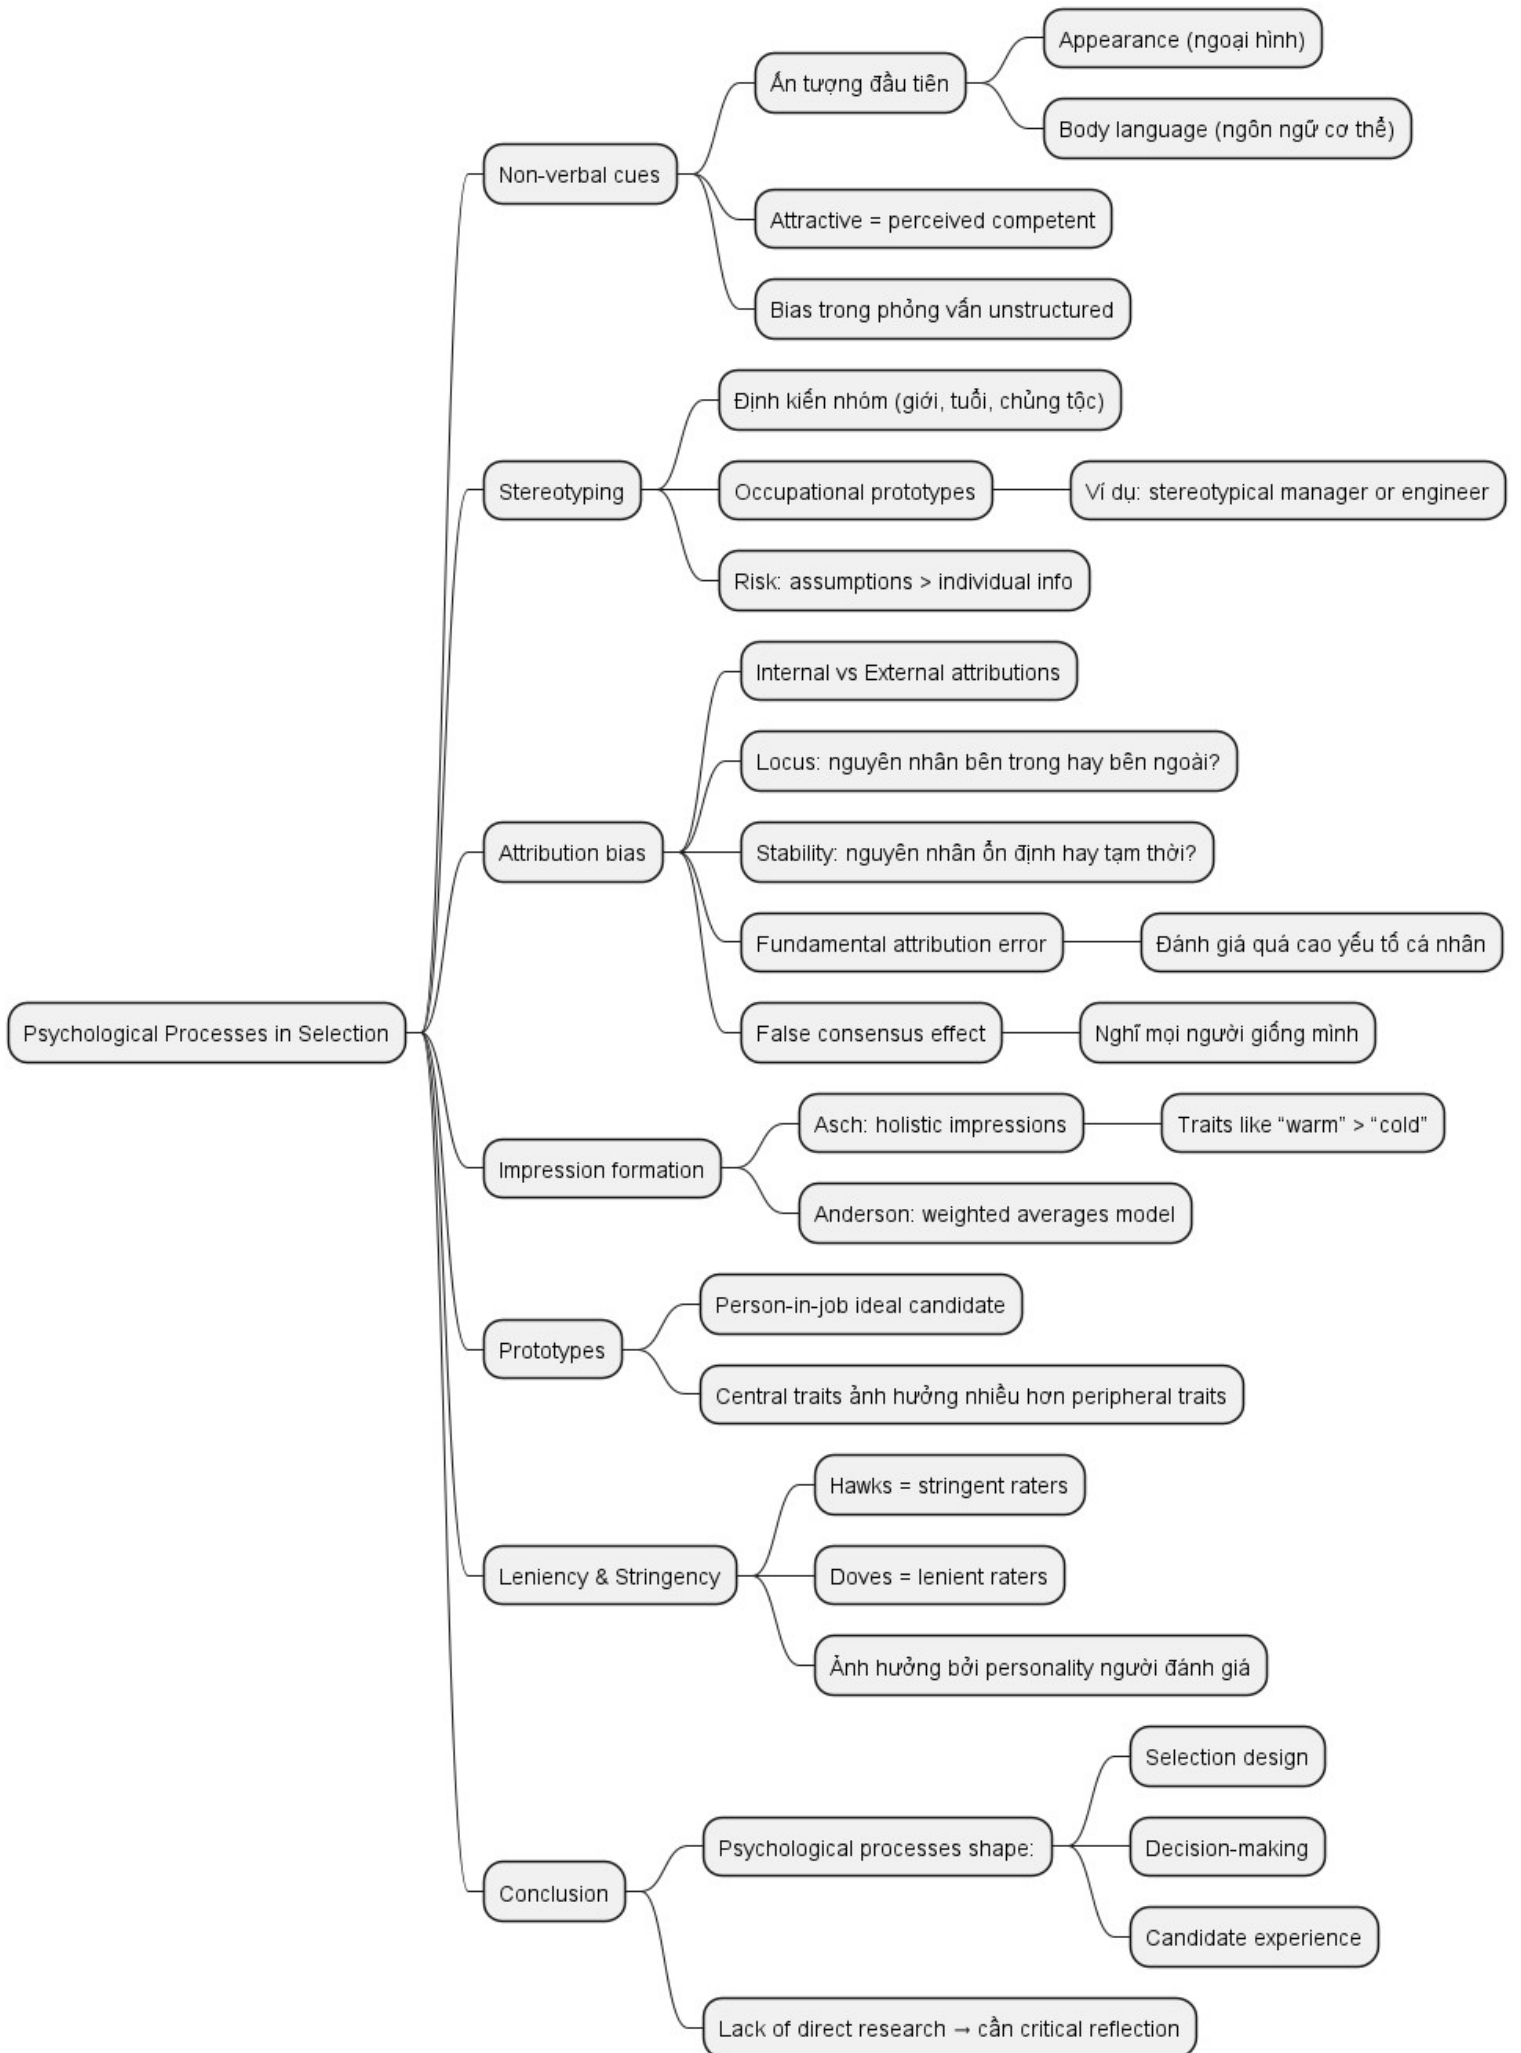 Psychological Processes in Selection
Non-verbal cues
Ấn tượng đầu tiên
Appearance (ngoại hình)
Body language (ngôn ngữ cơ thể)
Attractive = perceived competent
Bias trong phỏng vấn unstructured
Stereotyping
Định kiến nhóm (giới, tuổi, chủng tộc)
Occupational prototypes
Ví dụ: stereotypical manager or engineer
Risk: assumptions > individual info
Attribution bias
Internal vs External attributions
Locus: nguyên nhân bên trong hay bên ngoài?
Stability: nguyên nhân ổn định hay tạm thời?
Fundamental attribution error
Đánh giá quá cao yếu tố cá nhân
False consensus effect
Nghĩ mọi người giống mình
Impression formation
Asch: holistic impressions
Traits like “warm” > “cold”
Anderson: weighted averages model
Prototypes
Person-in-job ideal candidate
Central traits ảnh hưởng nhiều hơn peripheral traits
Leniency & Stringency
Hawks = stringent raters
Doves = lenient raters
Ảnh hưởng bởi personality người đánh giá
Conclusion
Psychological processes shape:
Selection design
Decision-making
Candidate experience
Lack of direct research → cần critical reflection